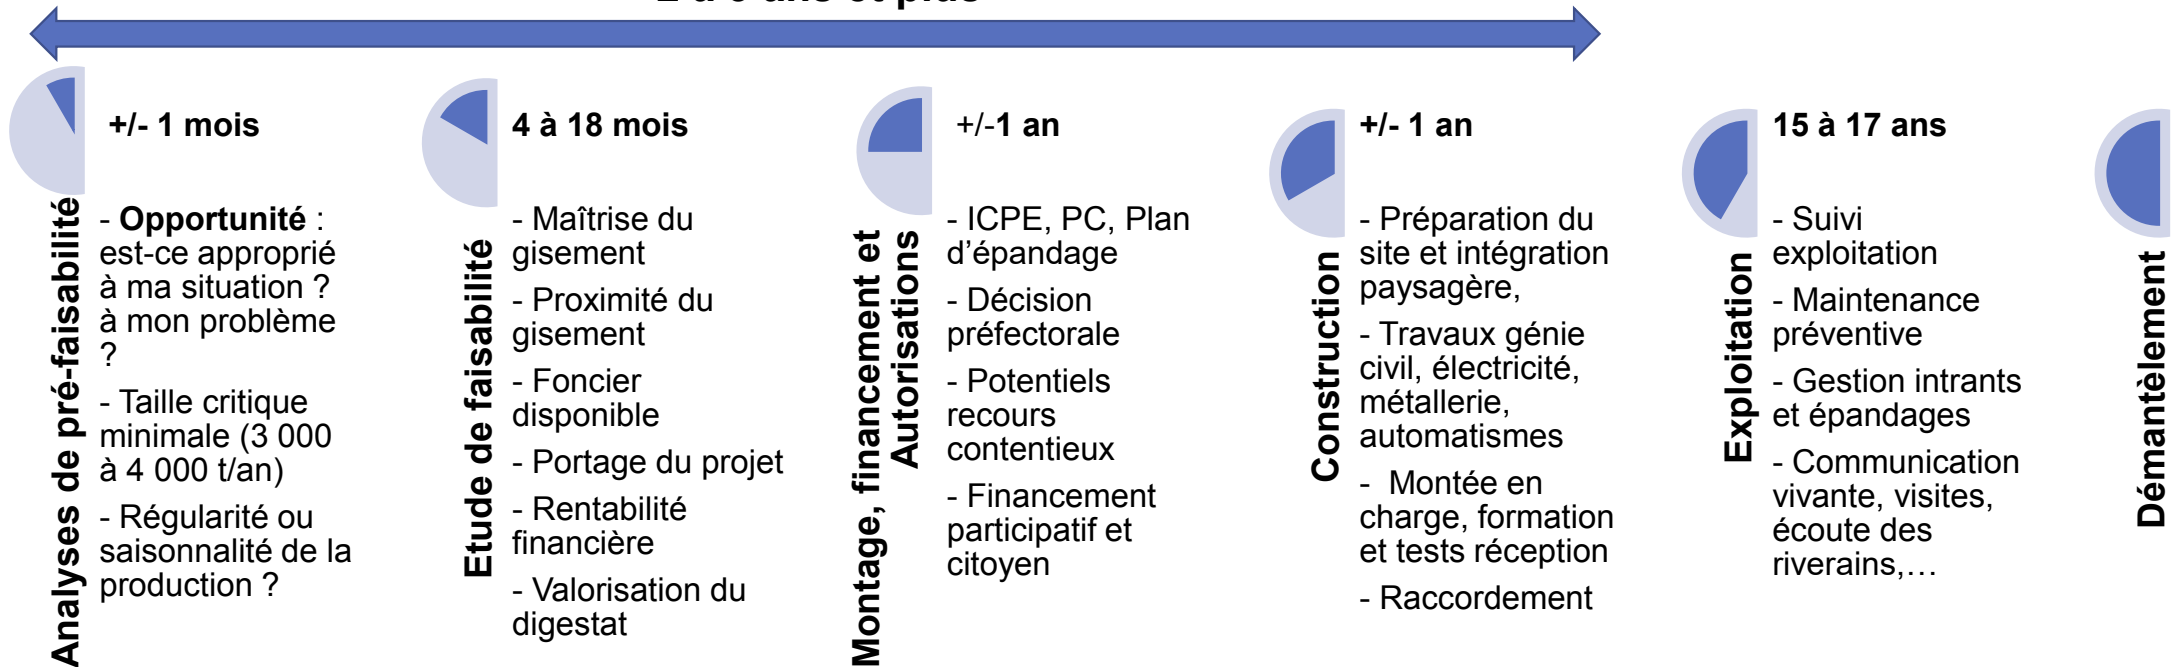 +/- 1 mois
Analyses de pré-faisabilité
- Opportunité :
est-ce approprié
à ma situation ?
à mon problème
?
- Taille critique
minimale (3 000
à 4 000 t/an)
- Régularité ou
saisonnalité de la
production ?
4 à 18 mois
Etude de faisabilité
- Maîtrise du
gisement
- Proximité du
gisement
- Foncier
disponible
- Portage du projet
- Rentabilité
financière
- Valorisation du
digestat
+/-1 an
Montage, financement et
Autorisations
- ICPE, PC, Plan
d’épandage
- Décision
préfectorale
- Potentiels
recours
contentieux
- Financement
participatif et
citoyen
+/- 1 an
Construction
- Préparation du
site et intégration
paysagère,
- Travaux génie
civil, électricité,
métallerie,
automatismes
- Montée en
charge, formation
et tests réception
- Raccordement
15 à 17 ans
Exploitation
- Suivi
exploitation
- Maintenance
préventive
- Gestion intrants
et épandages
- Communication
vivante, visites,
écoute des
riverains,…
Démantèlement